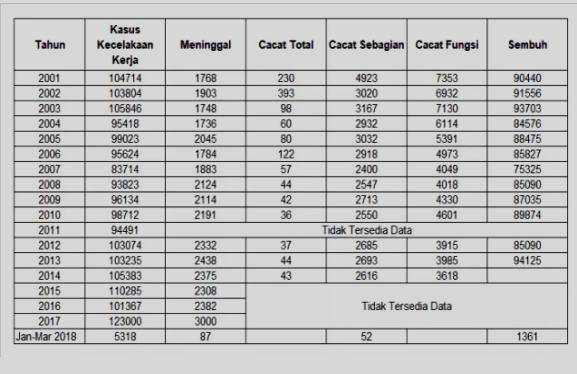 Tahun Kasus Kecelakaan Kerja Meninggal Cacat Total Cacat Sebagian Cacat Fungsi Sembuh
2001 104714 1768 230 4923 7353 90440
2002 103804 1903 393 3020 6932 91556
2003 105846 1748 98 3167 7130 93703
2004 95418 1736 60 2932 6114 84576
2005 99023 2045 80 3032 5391 88475
2006 95624 1784 122 2918 4973 85827
2007 83714 1883 57 2400 4049 75325
2008 93823 2124 44 2547 4018 85090
2009 96134 2114 42 2713 4330 87035
2010 98712 2191 36 2550 4601 89874
2011 94491 Tidak Tersedia Data
2012 103074 2332 37 2685 3915 85090
2013 103235 2438 44 2693 3985 94125
2014 105383 2375 43 2616 3618
2015 110285 2308
2016 101367 2382 Tidak Tersedia Data
2017 123000 3000
Jan-Mar 2018 5318 87 52 1361